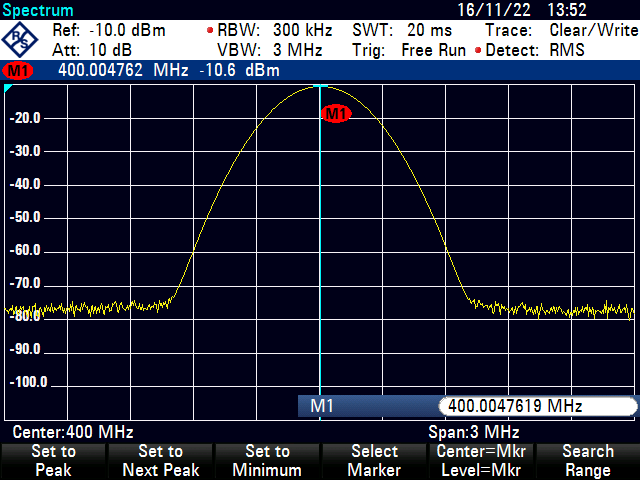 Spectrum 16/11/22 13:52
Ref: -10.0 dBm RBW: 300 kHz SWT: 20 ms Trace: Clear/Write
Att: 10 dB VBW: 3 MHz Trig: Free Run Detect: RMS
M1 400.004762 MHz -10.6 dBm
M1
-20.0
-30.0
-40.0
-50.0
-60.0
-70.0
-80.0
-90.0
-100.0
M1 400.0047619 MHz
Center:400 MHz Span:3 MHz
Set to Peak
Set to Next Peak
Set to Minimum
Select Marker
Center=Mkr Level=Mkr
Search Range